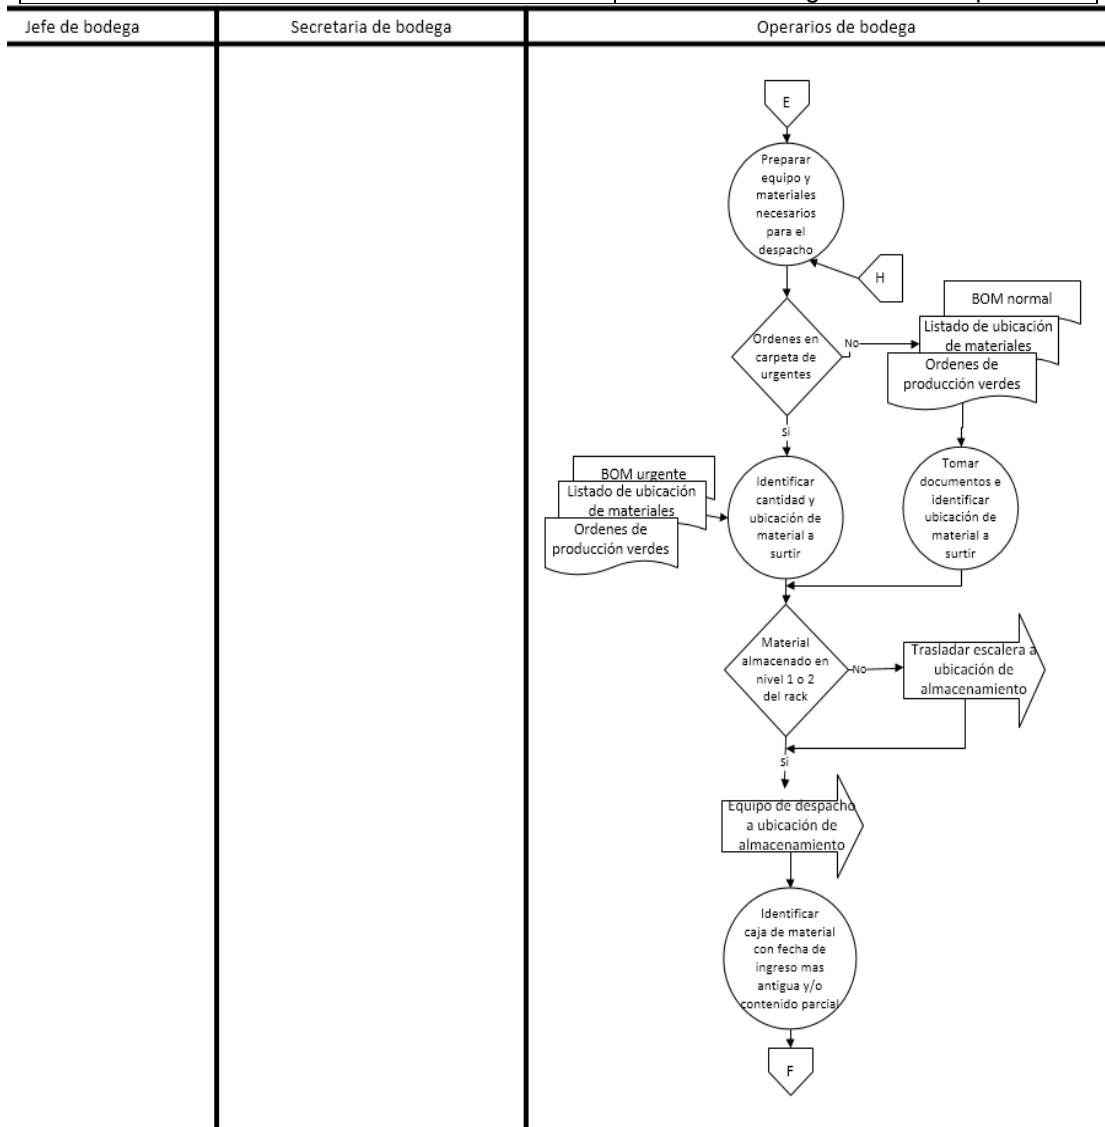 Jefe de bodega
Secretaria de bodega
Operarios de bodega
E
Preparar
equipo y
materiales
necesarios
para el
despacho
H
BOM normal
Listado de ubicación
de materiales
Ordenes de
producción verdes
Ordenes en
carpeta de
urgentes
No
si
BOM urgente
Listado de ubicación
de materiales
Ordenes de
producción verdes
Identificar
cantidad y
ubicación de
material a
surtir
Tomar
documentos e
identificar
ubicación de
material a
surtir
Material
almacenado en
nivel 1 o 2
del rack
No
Trasladar escalera a
ubicación de
almacenamiento
si
Equipo de despacho
a ubicación de
almacenamiento
Identificar
caja de material
con fecha de
ingreso mas
antigua y/o
contenido parcial
F